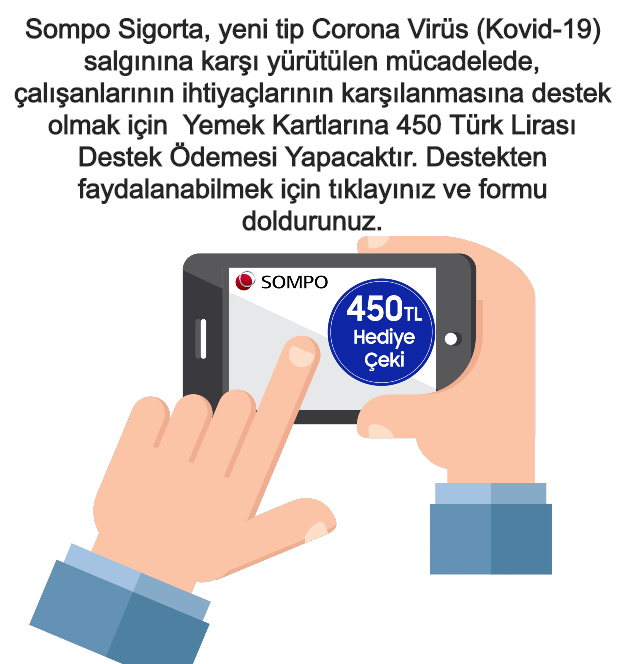 Sompo Sigorta, yeni tip Corona Virüs (Kovid-19)
salgınına karşı yürütülen mücadelede,
çalışanlarının ihtiyaçlarının karşılanmasına destek
olmak için  Yemek Kartlarına 450 Türk Lirası
Destek Ödemesi Yapacaktır. Destekten
faydalanabilmek için tıklayınız ve formu
doldurunuz.
SOMPO
450TL
Hediye
Çeki